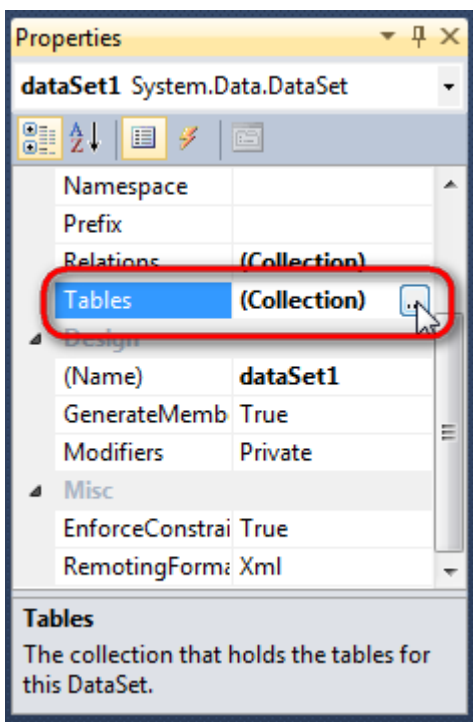 Properties
dataSet1 System.Data.DataSet
Namespace
Prefix
Relations (Collection)
Tables (Collection) ...
Design
(Name) dataSet1
GenerateMemb True
Modifiers Private
Misc
EnforceConstrai True
RemotingForma Xml
Tables
The collection that holds the tables for
this DataSet.